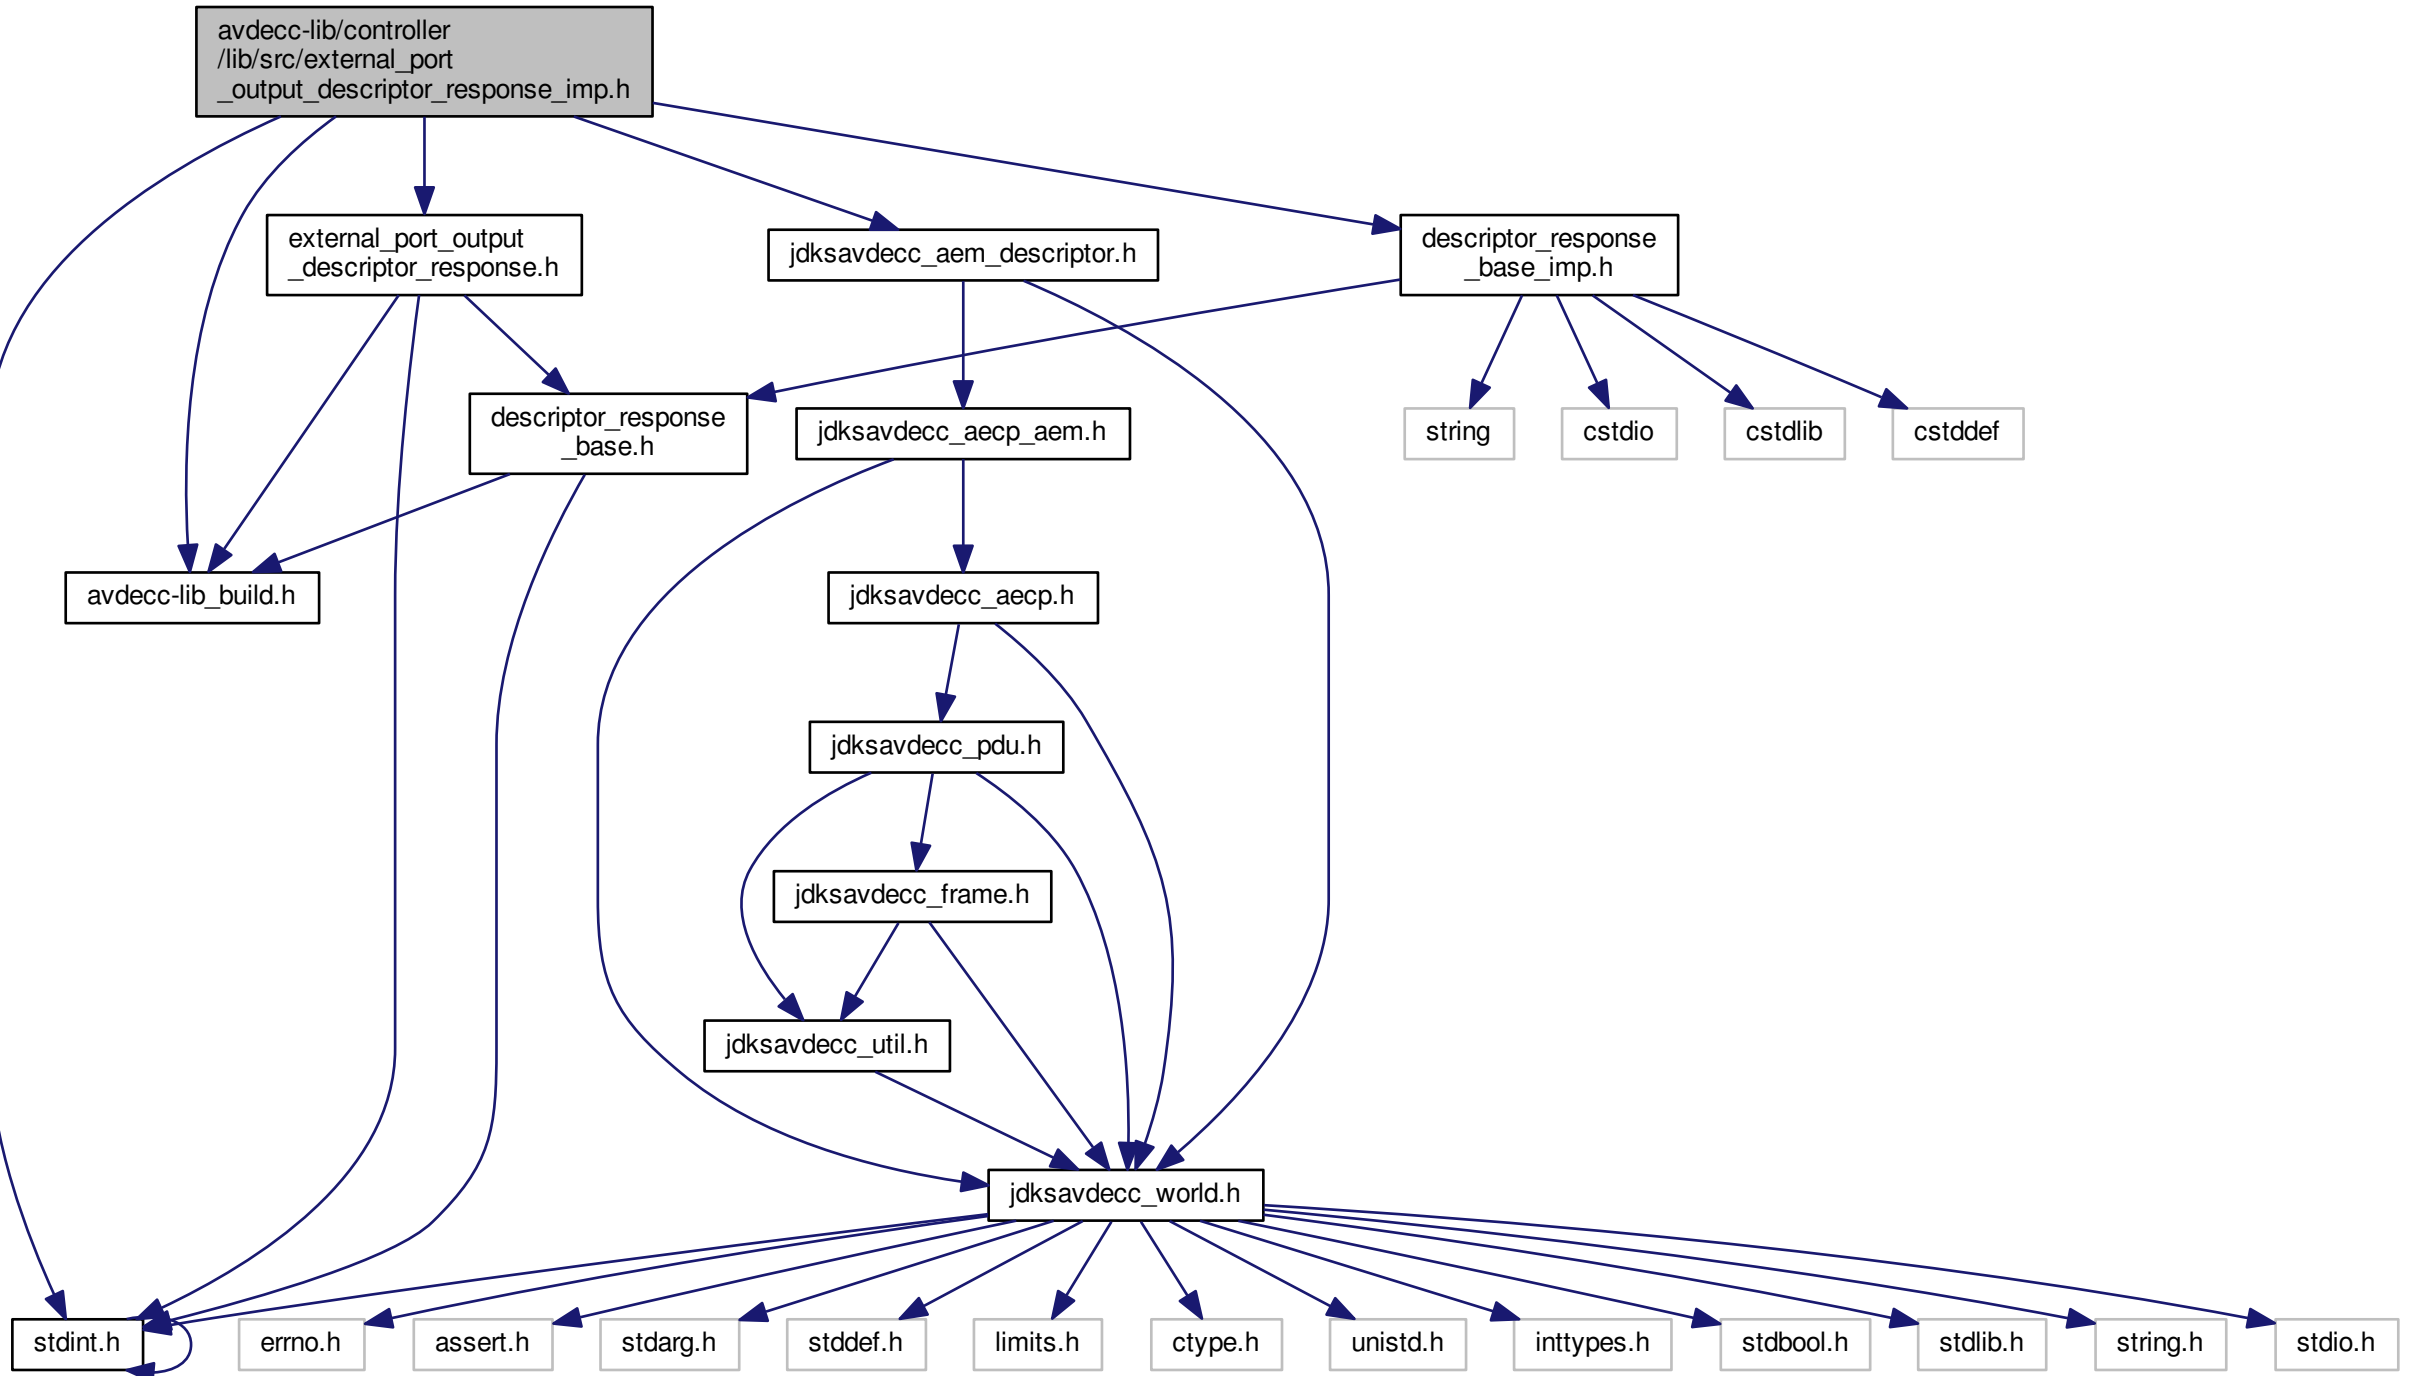 avdecc-lib/controller
/lib/src/external_port
_output_descriptor_response_imp.h
external_port_output
_descriptor_response.h
jdksavdecc_aem_descriptor.h
descriptor_response
_base_imp.h
descriptor_response
_base.h
jdksavdecc_aecp_aem.h
string
cstdio
cstdlib
cstddef
avdecc-lib_build.h
jdksavdecc_aecp.h
jdksavdecc_pdu.h
jdksavdecc_frame.h
jdksavdecc_util.h
jdksavdecc_world.h
stdint.h
errno.h
assert.h
stdarg.h
stddef.h
limits.h
ctype.h
unistd.h
inttypes.h
stdbool.h
stdlib.h
string.h
stdio.h